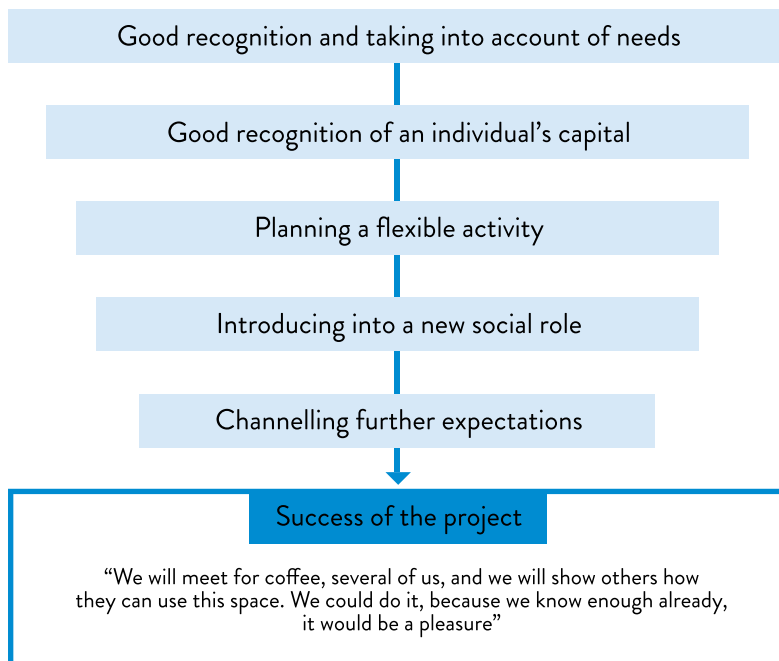 Good recognition and taking into account of needs
Good recognition of an individual’s capital
Planning a flexible activity
Introducing into a new social role
Channelling further expectations
Success of the project
“We will meet for coffee, several of us, and we will show others how
they can use this space. We could do it, because we know enough already,
it would be a pleasure”